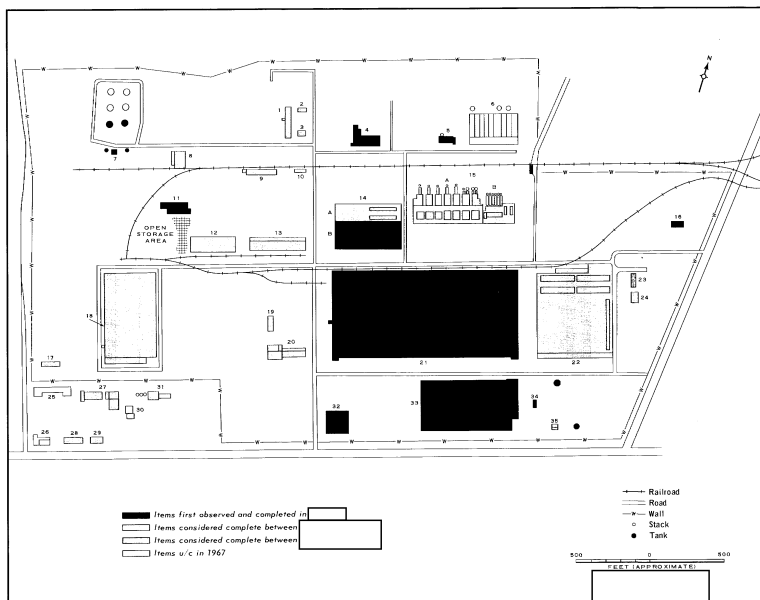 N
1
2
3
4
5
6
7
8
9
10
11
OPEN
STORAGE
AREA
12
13
14
A
B
15
A
B
16
17
18
19
20
21
22
23
24
25
26
27
28
29
30
31
32
33
34
35
W W W W W W
Items first observed and completed in
Items considered complete between
Items considered complete between
Items u/c in 1967
Railroad
Road
W Wall
Stack
Tank
500 0 500
FEET (APPROXIMATE)